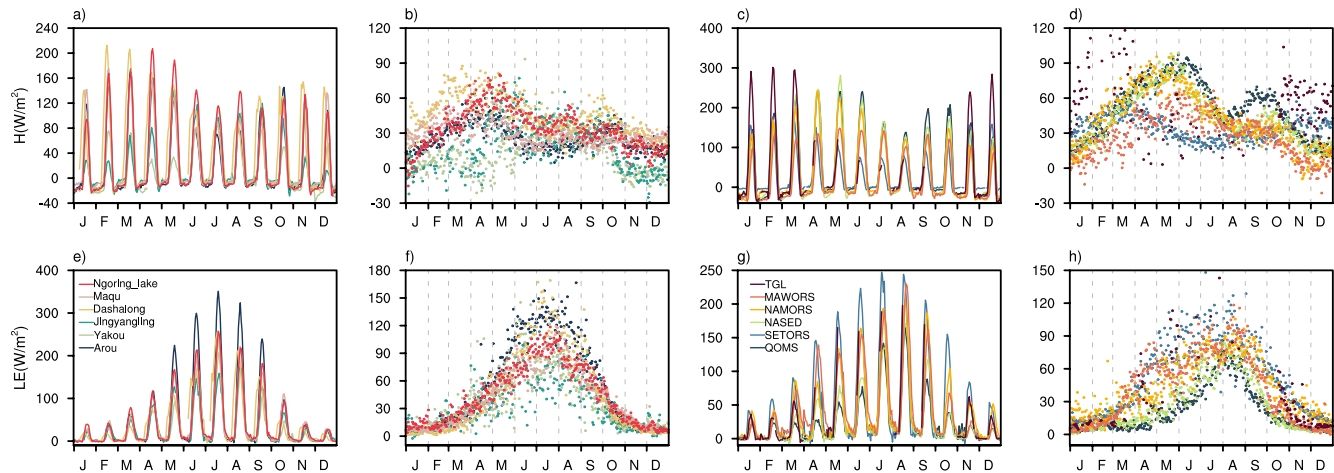 a)
b)
c)
d)
H(W/m²)
240
200
160
120
80
40
0
-40
J F M A M J J A S O N D
120
90
60
30
0
-30
J F M A M J J A S O N D
400
300
200
100
0
J F M A M J J A S O N D
120
90
60
30
0
-30
J F M A M J J A S O N D
e)
f)
g)
h)
LE(W/m²)
400
300
200
100
0
NgorIng_lake
Maqu
Dashalong
JIngyangIIng
Yakou
Arou
J F M A M J J A S O N D
180
150
120
90
60
30
0
J F M A M J J A S O N D
250
200
150
100
50
0
TGL
MAWORS
NAMORS
NASED
SETORS
QOMS
J F M A M J J A S O N D
150
120
90
60
30
0
J F M A M J J A S O N D